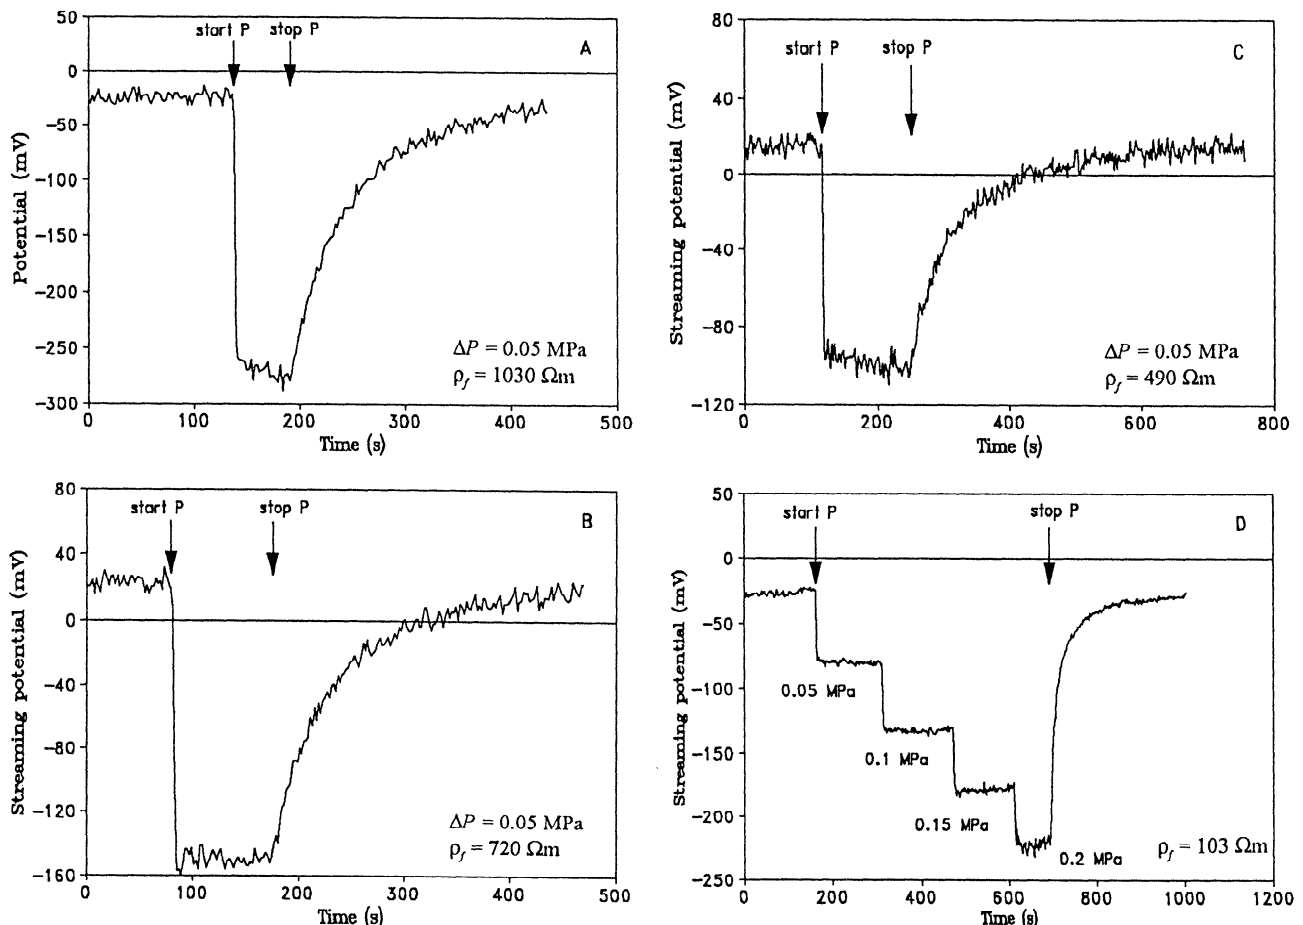 start P
stop P
A
50
0
−50
−100
−150
−200
−250
−300
Potential (mV)
ΔP = 0.05 MPa
ρf = 1030 Ωm
0
100
200
300
400
500
Time (s)
start P
stop P
C
80
40
0
−40
−80
−120
Streaming potential (mV)
ΔP = 0.05 MPa
ρf = 490 Ωm
0
200
400
600
800
Time (s)
start P
stop P
B
80
40
0
−40
−80
−120
−160
Streaming potential (mV)
ΔP = 0.05 MPa
ρf = 720 Ωm
0
100
200
300
400
500
Time (s)
start P
stop P
D
50
0
−50
−100
−150
−200
−250
Streaming potential (mV)
0.05 MPa
0.1 MPa
0.15 MPa
0.2 MPa
ρf = 103 Ωm
0
200
400
600
800
1000
1200
Time (s)